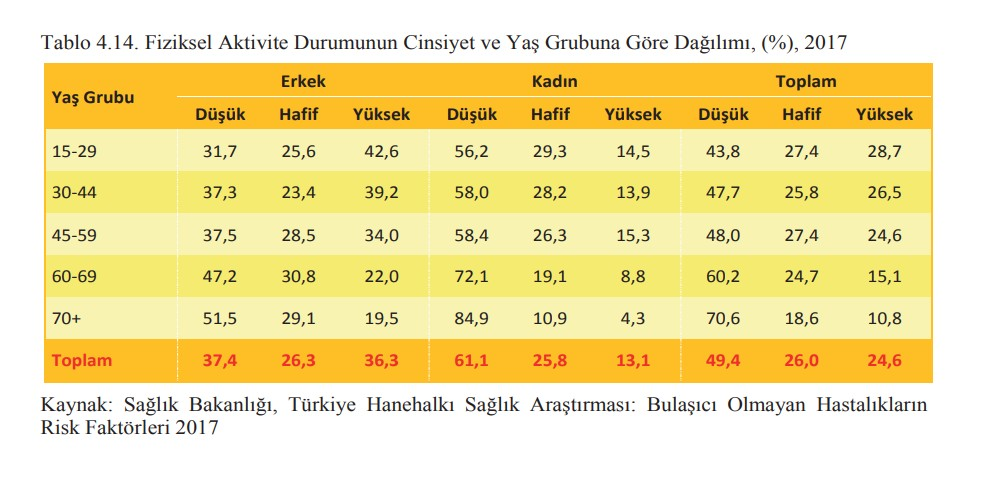 Tablo 4.14. Fiziksel Aktivite Durumunun Cinsiyet ve Yaş Grubuna Göre Dağılımı, (%), 2017
Yaş Grubu Erkek Kadın Toplam
Düşük Hafif Yüksek Düşük Hafif Yüksek Düşük Hafif Yüksek
15-29 31,7 25,6 42,6 56,2 29,3 14,5 43,8 27,4 28,7
30-44 37,3 23,4 39,2 58,0 28,2 13,9 47,7 25,8 26,5
45-59 37,5 28,5 34,0 58,4 26,3 15,3 48,0 27,4 24,6
60-69 47,2 30,8 22,0 72,1 19,1 8,8 60,2 24,7 15,1
70+ 51,5 29,1 19,5 84,9 10,9 4,3 70,6 18,6 10,8
Toplam 37,4 26,3 36,3 61,1 25,8 13,1 49,4 26,0 24,6
Kaynak: Sağlık Bakanlığı, Türkiye Hanehalkı Sağlık Araştırması: Bulaşıcı Olmayan Hastalıkların
Risk Faktörleri 2017